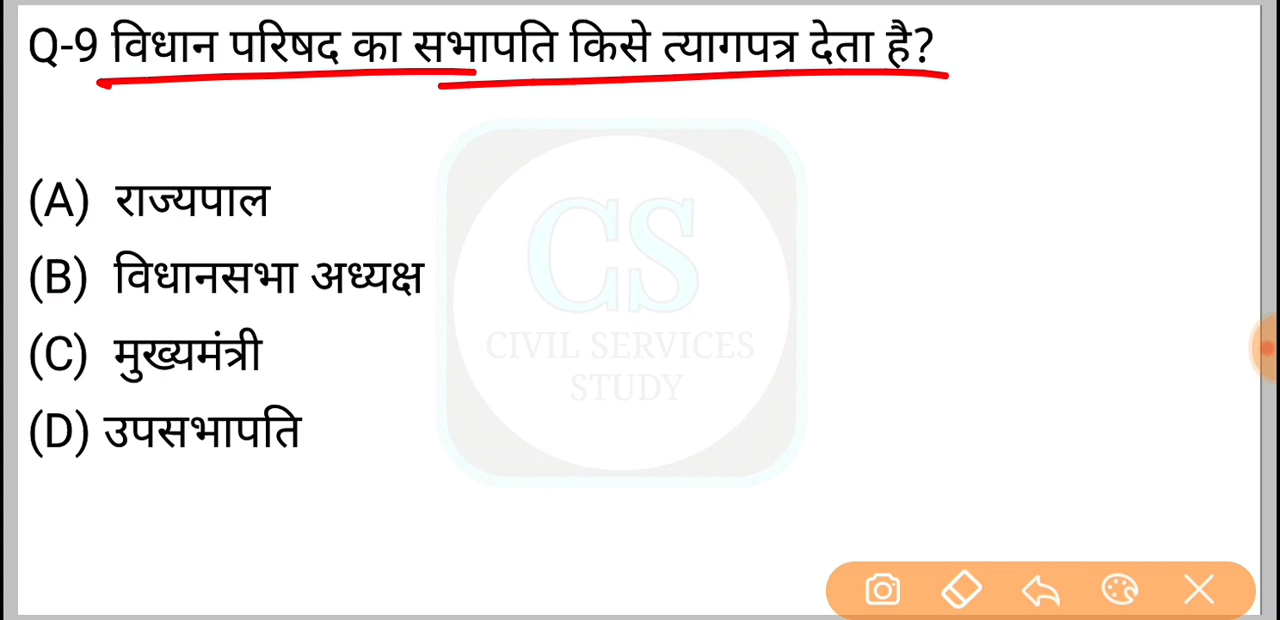 Q-9 विधान परिषद का सभापति किसे त्यागपत्र देता है?
(A) राज्यपाल
(B) विधानसभा अध्यक्ष
(C) मुख्यमंत्री
(D) उपसभापति
CS
CIVIL SERVICES
STUDY